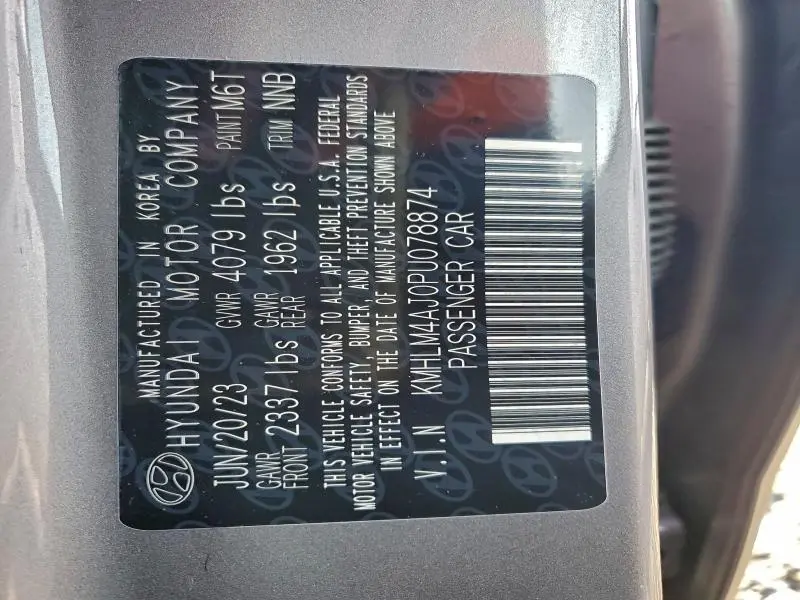 MANUFACTURED IN KOREA BY
HYUNDAI MOTOR COMPANY
JUN/20/23 GVWR 4079 lbs PAINT M6T
GAWR FRONT 2337 lbs GAWR REAR 1962 lbs TRIM NNB
THIS VEHICLE CONFORMS TO ALL APPLICABLE U.S.A. FEDERAL
MOTOR VEHICLE SAFETY, BUMPER, AND THEFT PREVENTION STANDARDS
IN EFFECT ON THE DATE OF MANUFACTURE SHOWN ABOVE
V.I.N KMHLM4AJ0PU078874
PASSENGER CAR